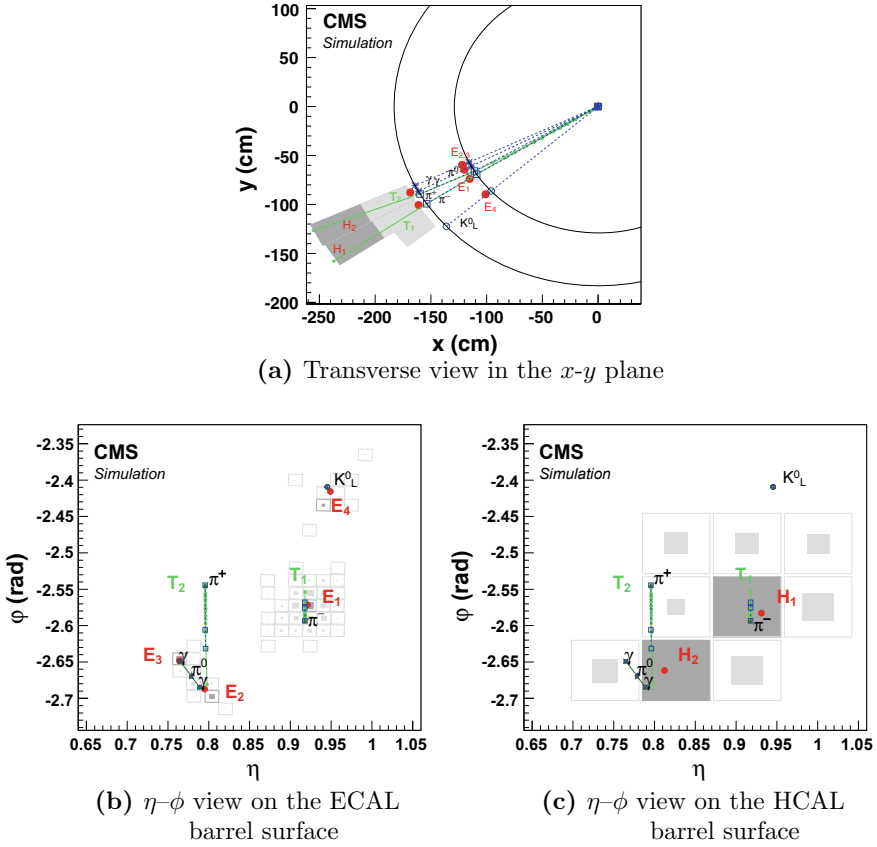 CMS
Simulation
100
50
0
-50
-100
-150
-200
y (cm)
E₂,₃
γ γ π⁰
E₁
T₂ π⁺
π⁻
E₄
K⁰L
T₁
H₂
H₁
-250 -200 -150 -100 -50 0
x (cm)
(a) Transverse view in the x-y plane
CMS
Simulation
-2.35
-2.4
-2.45
-2.5
-2.55
-2.6
-2.65
-2.7
φ (rad)
K⁰L
E₄
T₂ π⁺
T₁
E₁
π⁻
E₃ γ
π⁰
γ
E₂
0.65 0.7 0.75 0.8 0.85 0.9 0.95 1 1.05
η
(b) η–ϕ view on the ECAL
barrel surface
CMS
Simulation
-2.35
-2.4
-2.45
-2.5
-2.55
-2.6
-2.65
-2.7
φ (rad)
K⁰L
T₂ π⁺
T₁
H₁
π⁻
γ H₂
π⁰
γ
0.65 0.7 0.75 0.8 0.85 0.9 0.95 1 1.05
η
(c) η–ϕ view on the HCAL
barrel surface